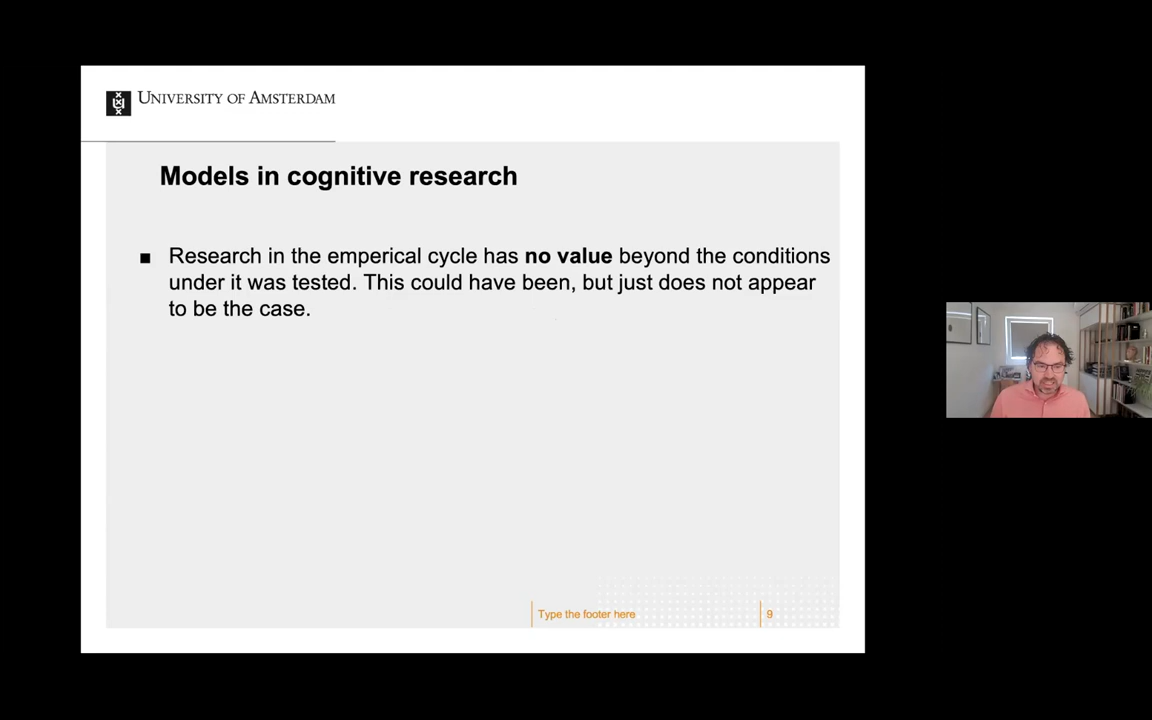 UNIVERSITY OF AMSTERDAM
Models in cognitive research
■ Research in the emperical cycle has no value beyond the conditions
under it was tested. This could have been, but just does not appear
to be the case.
Type the footer here
9